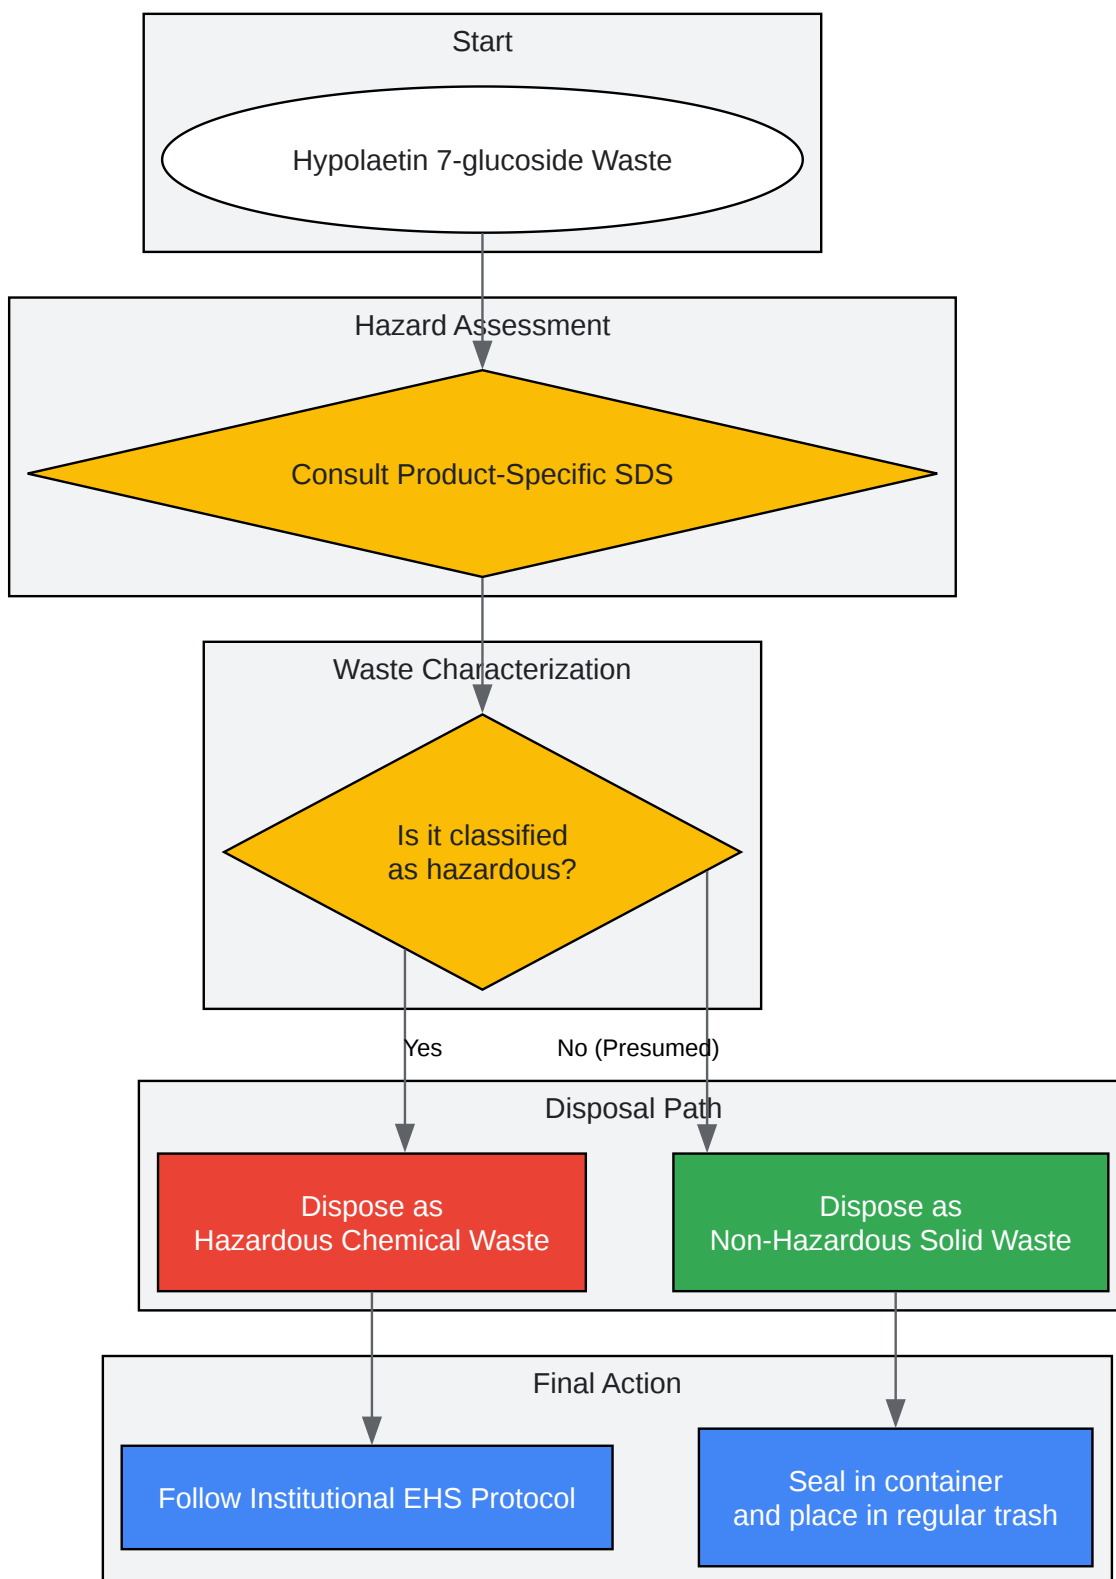 Start
Hypolaetin 7-glucoside Waste
Hazard Assessment
Consult Product-Specific SDS
Waste Characterization
Is it classified
as hazardous?
Yes
No (Presumed)
Disposal Path
Dispose as
Hazardous Chemical Waste
Dispose as
Non-Hazardous Solid Waste
Final Action
Follow Institutional EHS Protocol
Seal in container
and place in regular trash